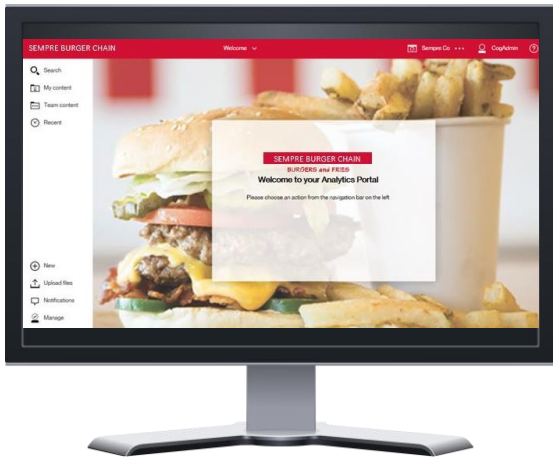 SEMPRE BURGER CHAIN
Welcome
Sempre Co
CogAdmin
?
Search
My content
Team content
Recent
SEMPRE BURGER CHAIN
BURGERS and FRIES
Welcome to your Analytics Portal
Please choose an action from the navigation bar on the left
New
Upload files
Notifications
Manage